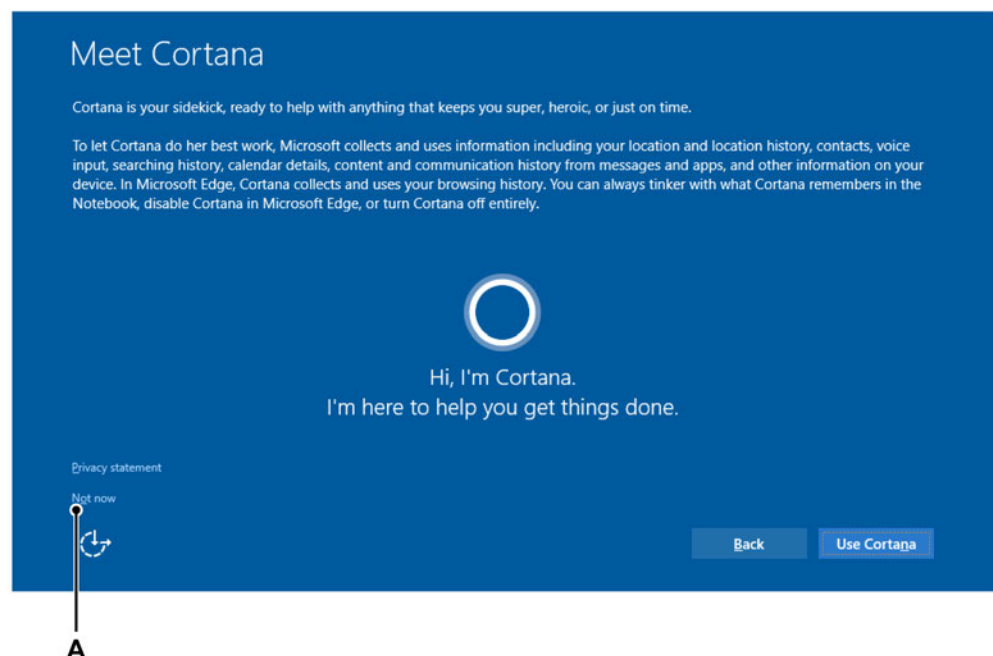 Meet Cortana
Cortana is your sidekick, ready to help with anything that keeps you super, heroic, or just on time.
To let Cortana do her best work, Microsoft collects and uses information including your location and location history, contacts, voice
input, searching history, calendar details, content and communication history from messages and apps, and other information on your
device. In Microsoft Edge, Cortana collects and uses your browsing history. You can always tinker with what Cortana remembers in the
Notebook, disable Cortana in Microsoft Edge, or turn Cortana off entirely.
Hi, I'm Cortana.
I'm here to help you get things done.
Privacy statement
Not now
Back
Use Cortana
A